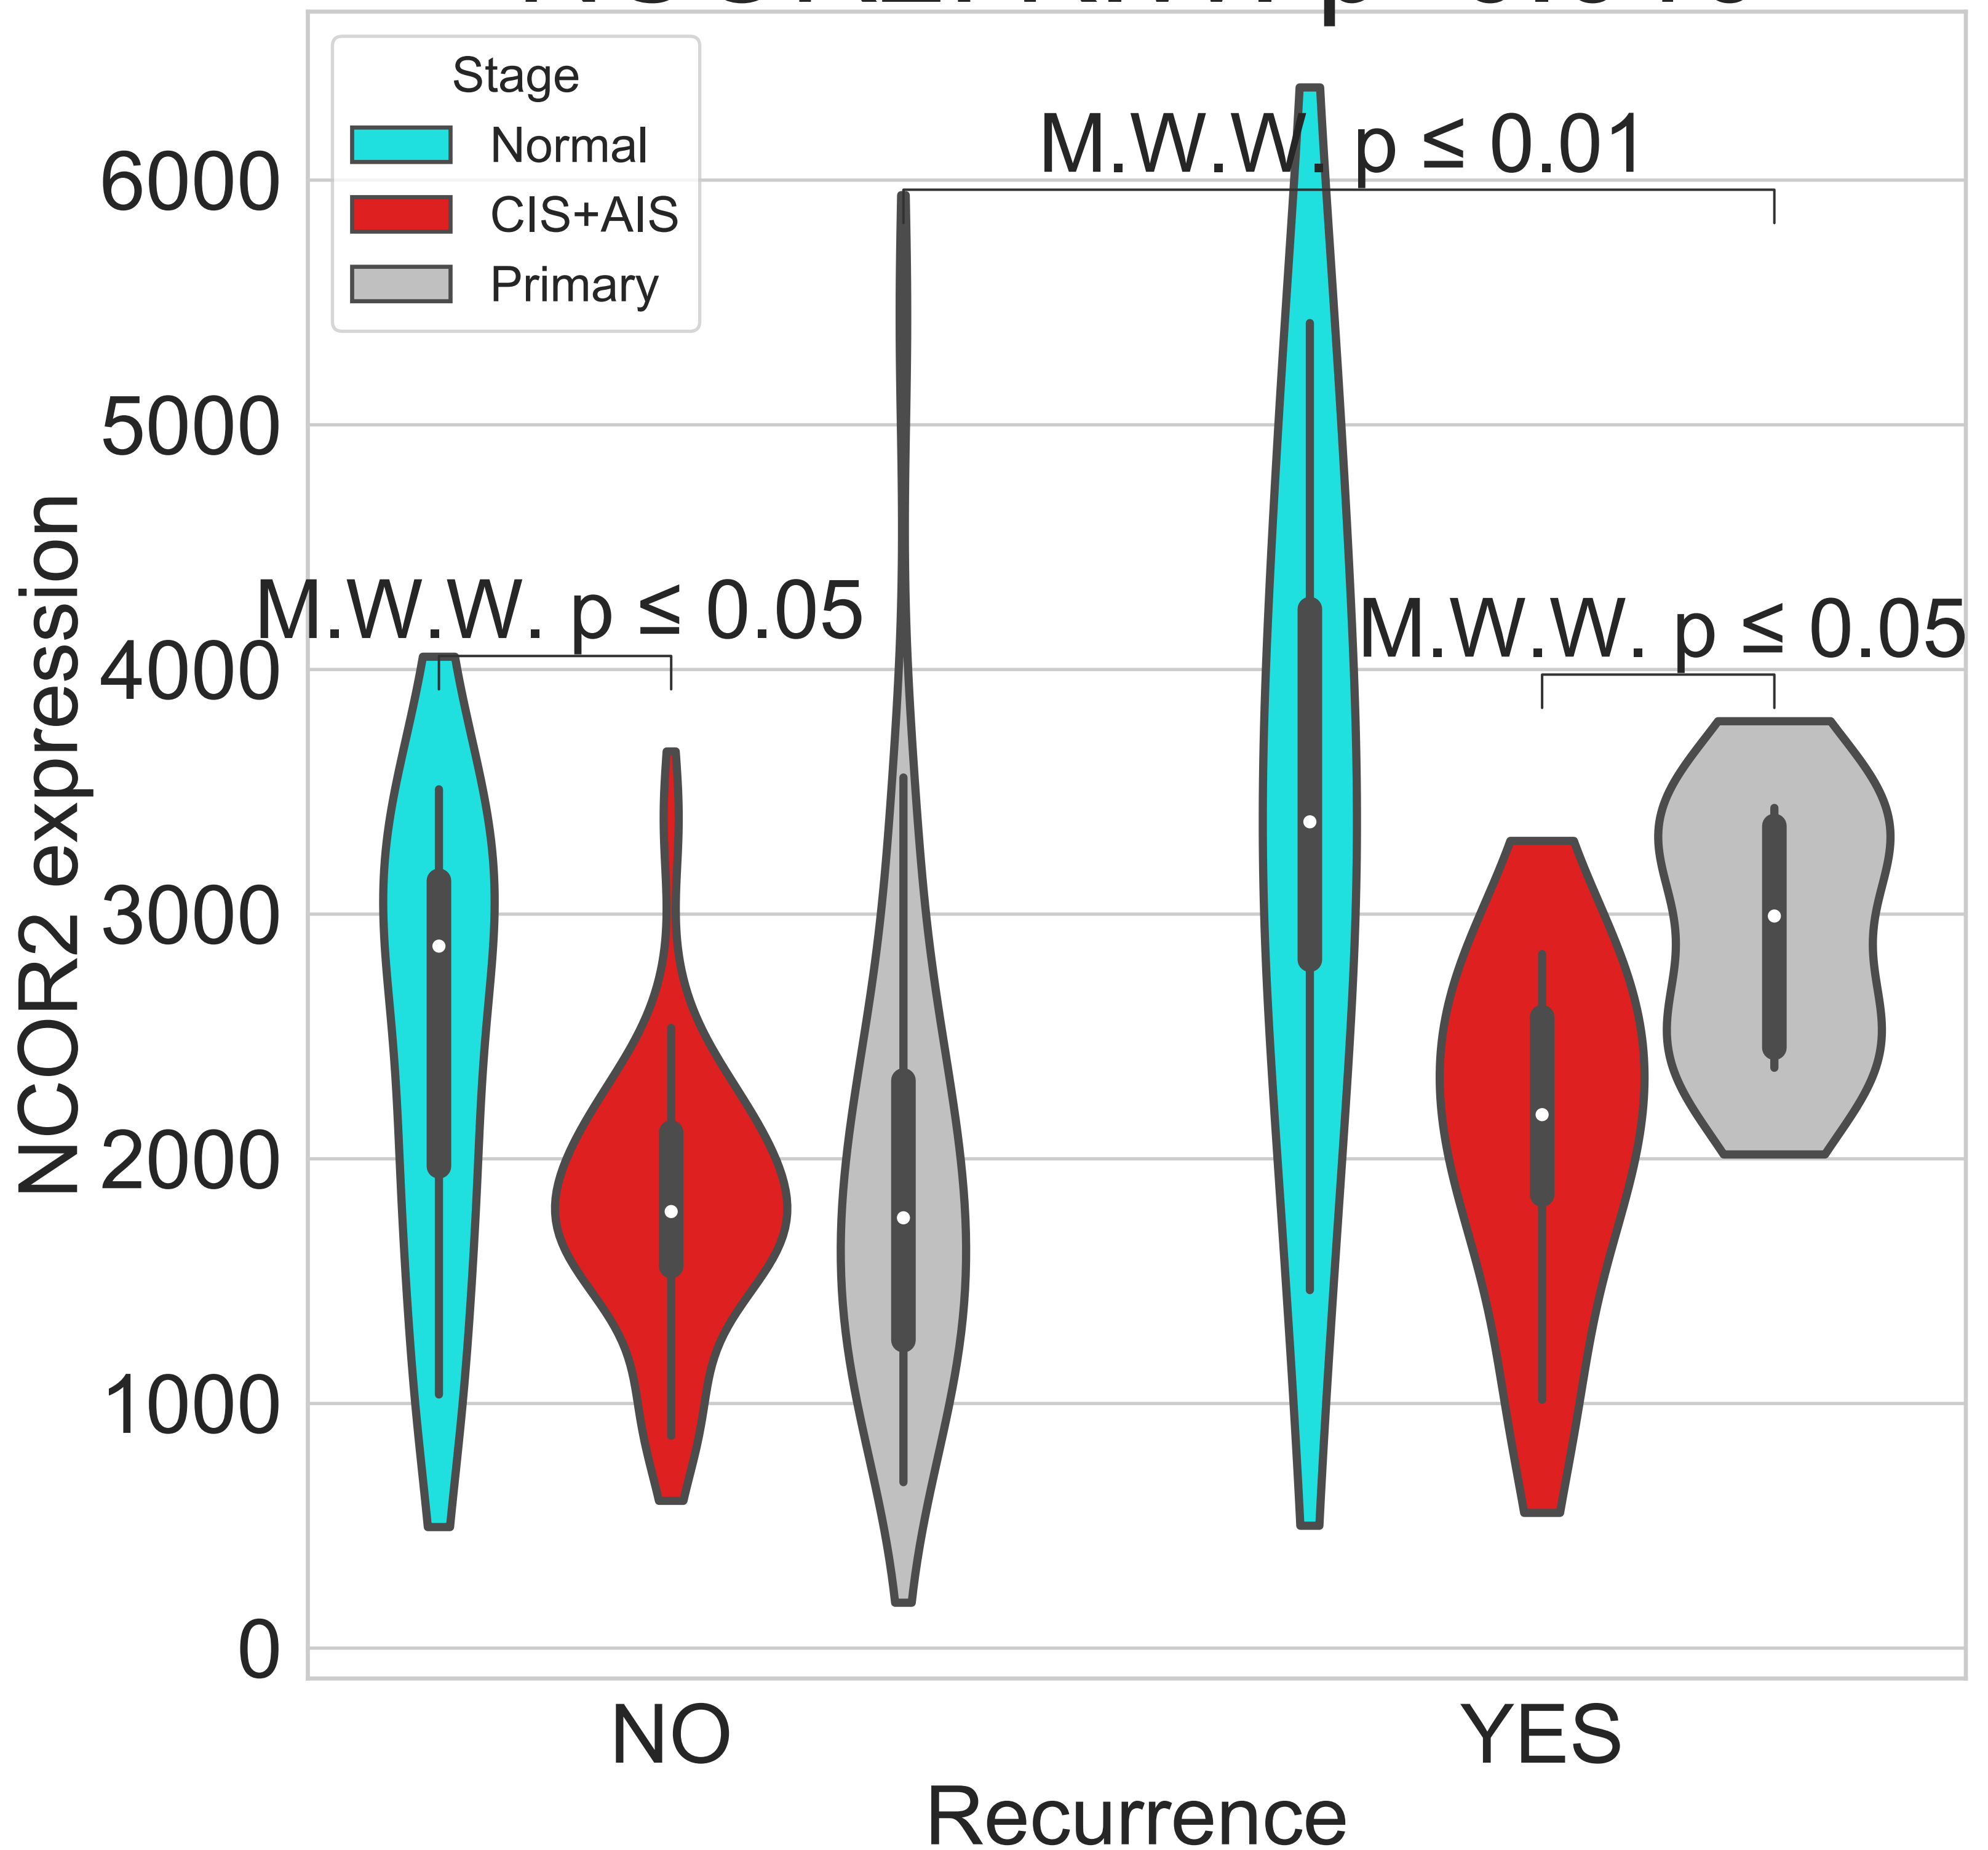 Stage
Normal
CIS+AIS
Primary
M.W.W. p ≤ 0.01
M.W.W. p ≤ 0.05
M.W.W. p ≤ 0.05
6000
5000
4000
3000
2000
1000
0
NCOR2 expression
NO
YES
Recurrence